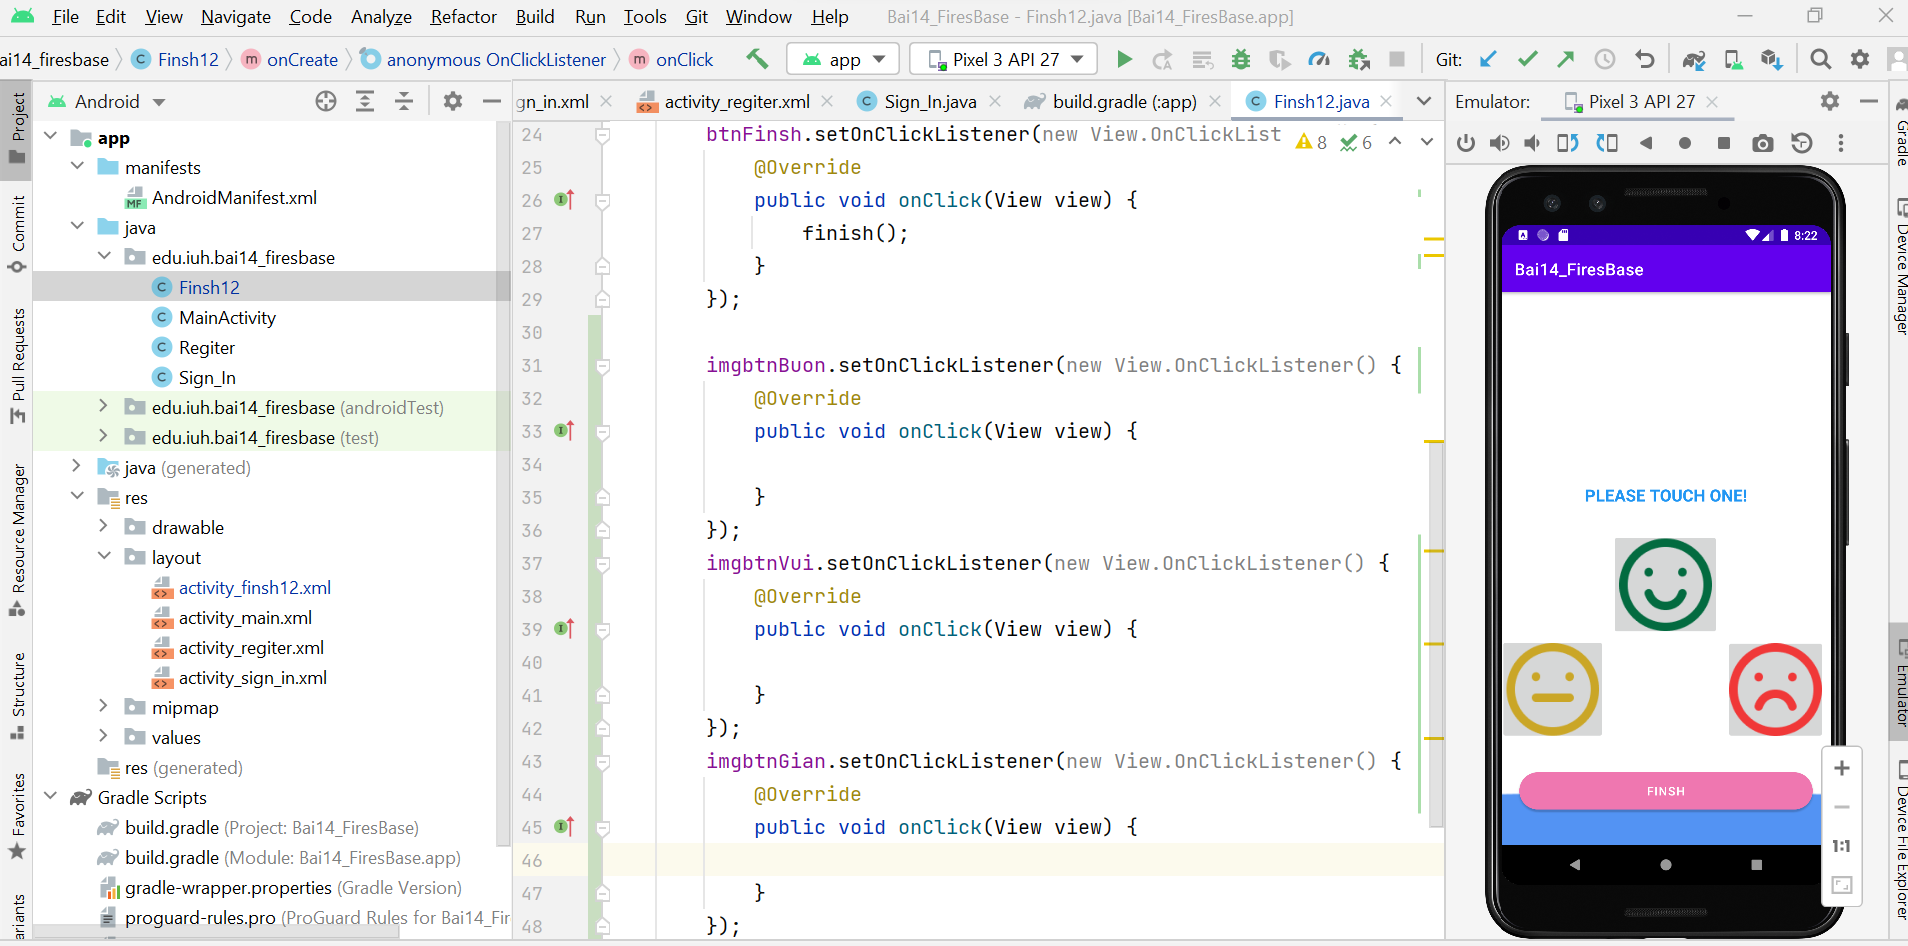 File Edit View Navigate Code Analyze Refactor Build Run Tools Git Window Help Bai14_FiresBase - Finsh12.java [Bai14_FiresBase.app]
ai14_firesbase Finsh12 onCreate anonymous OnClickListener onClick app Pixel 3 API 27 Git:
Android
gn_in.xml activity_regiter.xml Sign_In.java build.gradle (:app) Finsh12.java
Emulator: Pixel 3 API 27
Project
Commit
Pull Requests
Resource Manager
Structure
Favorites
ariants
app
manifests
AndroidManifest.xml
java
edu.iuh.bai14_firesbase
Finsh12
MainActivity
Regiter
Sign_In
edu.iuh.bai14_firesbase (androidTest)
edu.iuh.bai14_firesbase (test)
java (generated)
res
drawable
layout
activity_finsh12.xml
activity_main.xml
activity_regiter.xml
activity_sign_in.xml
mipmap
values
res (generated)
Gradle Scripts
build.gradle (Project: Bai14_FiresBase)
build.gradle (Module: Bai14_FiresBase.app)
gradle-wrapper.properties (Gradle Version)
proguard-rules.pro (ProGuard Rules for Bai14_Fir
8 6
24 btnFinsh.setOnClickListener(new View.OnClickList
25 @Override
26 public void onClick(View view) {
27 finish();
28 }
29 });
30
31 imgbtnBuon.setOnClickListener(new View.OnClickListener() {
32 @Override
33 public void onClick(View view) {
34
35 }
36 });
37 imgbtnVui.setOnClickListener(new View.OnClickListener() {
38 @Override
39 public void onClick(View view) {
40
41 }
42 });
43 imgbtnGian.setOnClickListener(new View.OnClickListener() {
44 @Override
45 public void onClick(View view) {
46
47 }
48 });
8:22
Bai14_FiresBase
PLEASE TOUCH ONE!
FINSH
1:1
Gradle
Device Manager
Emulator
Device File Explorer